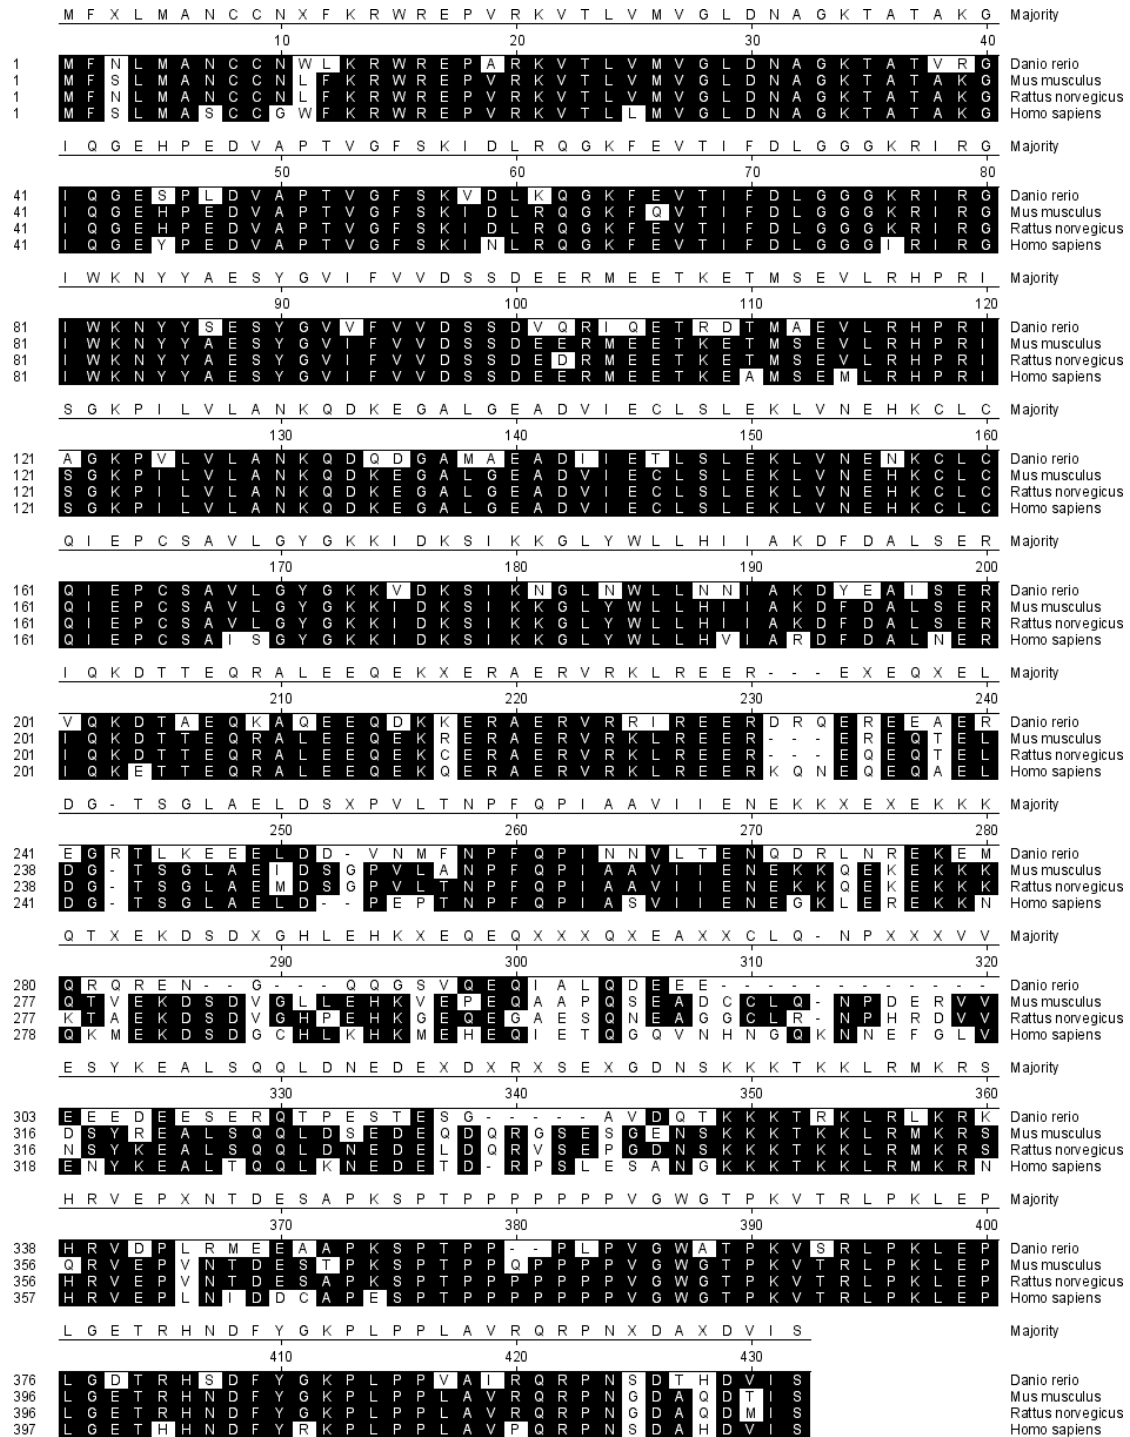 M F X L M A N C C N X F K R W R E P V R K V T L V M V G L D N A G K T A T A K G Majority
10 20 30 40
1 M F N L M A N C C N W L K R W R E P A R K V T L V M V G L D N A G K T A T V R G Danio rerio
1 M F S L M A N C C N L F K R W R E P V R K V T L V M V G L D N A G K T A T A K G Mus musculus
1 M F N L M A N C C N L F K R W R E P V R K V T L V M V G L D N A G K T A T A K G Rattus norvegicus
1 M F S L M A S C C G W F K R W R E P V R K V T L L M V G L D N A G K T A T A K G Homo sapiens
I Q G E H P E D V A P T V G F S K I D L R Q G K F E V T I F D L G G G K R I R G Majority
50 60 70 80
41 I Q G E S P L D V A P T V G F S K V D L K Q G K F E V T I F D L G G G K R I R G Danio rerio
41 I Q G E H P E D V A P T V G F S K I D L R Q G K F Q V T I F D L G G G K R I R G Mus musculus
41 I Q G E H P E D V A P T V G F S K I D L R Q G K F E V T I F D L G G G K R I R G Rattus norvegicus
41 I Q G E Y P E D V A P T V G F S K I N L R Q G K F E V T I F D L G G G I R I R G Homo sapiens
I W K N Y Y A E S Y G V I F V V D S S D E E R M E E T K E T M S E V L R H P R I Majority
90 100 110 120
81 I W K N Y Y S E S Y G V V F V V D S S D V Q R I Q E T R D T M A E V L R H P R I Danio rerio
81 I W K N Y Y A E S Y G V I F V V D S S D E E R M E E T K E T M S E V L R H P R I Mus musculus
81 I W K N Y Y A E S Y G V I F V V D S S D E D R M E E T K E T M S E V L R H P R I Rattus norvegicus
81 I W K N Y Y A E S Y G V I F V V D S S D E E R M E E T K E A M S E M L R H P R I Homo sapiens
S G K P I L V L A N K Q D K E G A L G E A D V I E C L S L E K L V N E H K C L C Majority
130 140 150 160
121 A G K P V L V L A N K Q D Q D G A M A E A D I I E T L S L E K L V N E N K C L C Danio rerio
121 S G K P I L V L A N K Q D K E G A L G E A D V I E C L S L E K L V N E H K C L C Mus musculus
121 S G K P I L V L A N K Q D K E G A L G E A D V I E C L S L E K L V N E H K C L C Rattus norvegicus
121 S G K P I L V L A N K Q D K E G A L G E A D V I E C L S L E K L V N E H K C L C Homo sapiens
Q I E P C S A V L G Y G K K I D K S I K K G L Y W L L H I I A K D F D A L S E R Majority
170 180 190 200
161 Q I E P C S A V L G Y G K K V D K S I K N G L N W L L N N I A K D Y E A I S E R Danio rerio
161 Q I E P C S A V L G Y G K K I D K S I K K G L Y W L L H I I A K D F D A L S E R Mus musculus
161 Q I E P C S A V L G Y G K K I D K S I K K G L Y W L L H I I A K D F D A L S E R Rattus norvegicus
161 Q I E P C S A I S G Y G K K I D K S I K K G L Y W L L H V I A R D F D A L N E R Homo sapiens
I Q K D T T E Q R A L E E Q E K X E R A E R V R K L R E E R - - - E X E Q X E L Majority
210 220 230 240
201 V Q K D T A E Q K A Q E E Q D K K E R A E R V R R I R E E R D R Q E R E E A E R Danio rerio
201 I Q K D T T E Q R A L E E Q E K R E R A E R V R K L R E E R - - - E R E Q T E L Mus musculus
201 I Q K D T T E Q R A L E E Q E K C E R A E R V R K L R E E R - - - E Q E Q T E L Rattus norvegicus
201 I Q K E T T E Q R A L E E Q E K Q E R A E R V R K L R E E R K Q N E Q E Q A E L Homo sapiens
D G - T S G L A E L D S X P V L T N P F Q P I A A V I I E N E K K X E X E K K K Majority
250 260 270 280
241 E G R T L K E E E L D D - V N M F N P F Q P I N N V L T E N Q D R L N R E K E M Danio rerio
238 D G - T S G L A E I D S G P V L A N P F Q P I A A V I I E N E K K Q E K E K K K Mus musculus
238 D G - T S G L A E M D S G P V L T N P F Q P I A A V I I E N E K K Q E K E K K K Rattus norvegicus
241 D G - T S G L A E L D - - P E P T N P F Q P I A S V I I E N E G K L E R E K K N Homo sapiens
Q T X E K D S D X G H L E H K X E Q E Q X X X Q X E A X X C L Q - N P X X X V V Majority
290 300 310 320
280 Q R Q R E N - - G - - - Q Q G S V Q E Q I A L Q D E E E - - - - - - - - - - - - Danio rerio
277 Q T V E K D S D V G L L E H K V E P E Q A A P Q S E A D C C L Q - N P D E R V V Mus musculus
277 K T A E K D S D V G H P E H K G E Q E G A E S Q N E A G G C L R - N P H R D V V Rattus norvegicus
278 Q K M E K D S D G C H L K H K M E H E Q I E T Q G Q V N H N G Q K N N E F G L V Homo sapiens
E S Y K E A L S Q Q L D N E D E X D X R X S E X G D N S K K K T K K L R M K R S Majority
330 340 350 360
303 E E E D E E S E R Q T P E S T E S G - - - - - A V D Q T K K K T R K L R L K R K Danio rerio
316 D S Y R E A L S Q Q L D S E D E Q D Q R G S E S G E N S K K K T K K L R M K R S Mus musculus
316 N S Y K E A L S Q Q L D N E D E L D Q R V S E P G D N S K K K T K K L R M K R S Rattus norvegicus
318 E N Y K E A L T Q Q L K N E D E T D - R P S L E S A N G K K K T K K L R M K R N Homo sapiens
H R V E P X N T D E S A P K S P T P P P P P P P V G W G T P K V T R L P K L E P Majority
370 380 390 400
338 H R V D P L R M E E A A P K S P T P P - - P L P V G W A T P K V S R L P K L E P Danio rerio
356 Q R V E P V N T D E S T P K S P T P P Q P P P P V G W G T P K V T R L P K L E P Mus musculus
356 H R V E P V N T D E S A P K S P T P P P P P P P V G W G T P K V T R L P K L E P Rattus norvegicus
357 H R V E P L N I D D C A P E S P T P P P P P P P V G W G T P K V T R L P K L E P Homo sapiens
L G E T R H N D F Y G K P L P P L A V R Q R P N X D A X D V I S Majority
410 420 430
376 L G D T R H S D F Y G K P L P P V A I R Q R P N S D T H D V I S Danio rerio
396 L G E T R H N D F Y G K P L P P L A V R Q R P N G D A Q D T I S Mus musculus
396 L G E T R H N D F Y G K P L P P L A V R Q R P N G D A Q D M I S Rattus norvegicus
397 L G E T H H N D F Y R K P L P P L A V P Q R P N S D A H D V I S Homo sapiens